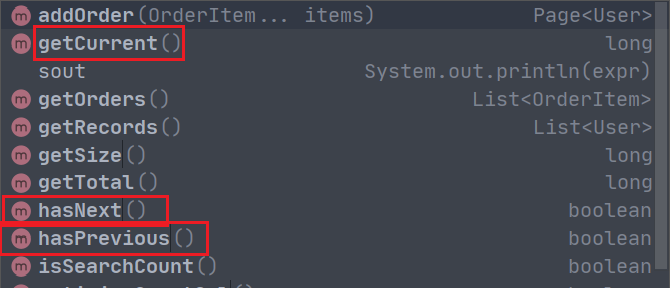 m addOrder(OrderItem... items) Page<User>
m getCurrent() long
sout System.out.println(expr)
m getOrders() List<OrderItem>
m getRecords() List<User>
m getSize() long
m getTotal() long
m hasNext() boolean
m hasPrevious() boolean
m isSearchCount() boolean